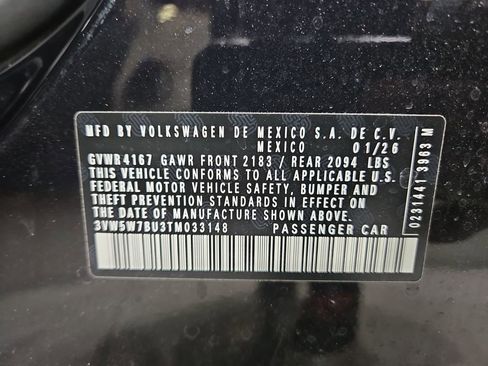 MFD BY VOLKSWAGEN DE MEXICO S.A. DE C.V.
MEXICO 01/26
GVWR4167 GAWR FRONT 2183 / REAR 2094 LBS
THIS VEHICLE CONFORMS TO ALL APPLICABLE U.S.
FEDERAL MOTOR VEHICLE SAFETY, BUMPER AND
THEFT PREVENTION STANDARDS IN EFFECT ON
THE DATE OF MANUFACTURE SHOWN ABOVE.
3VW5W7BU3TM033148 PASSENGER CAR
0231441 3963 M